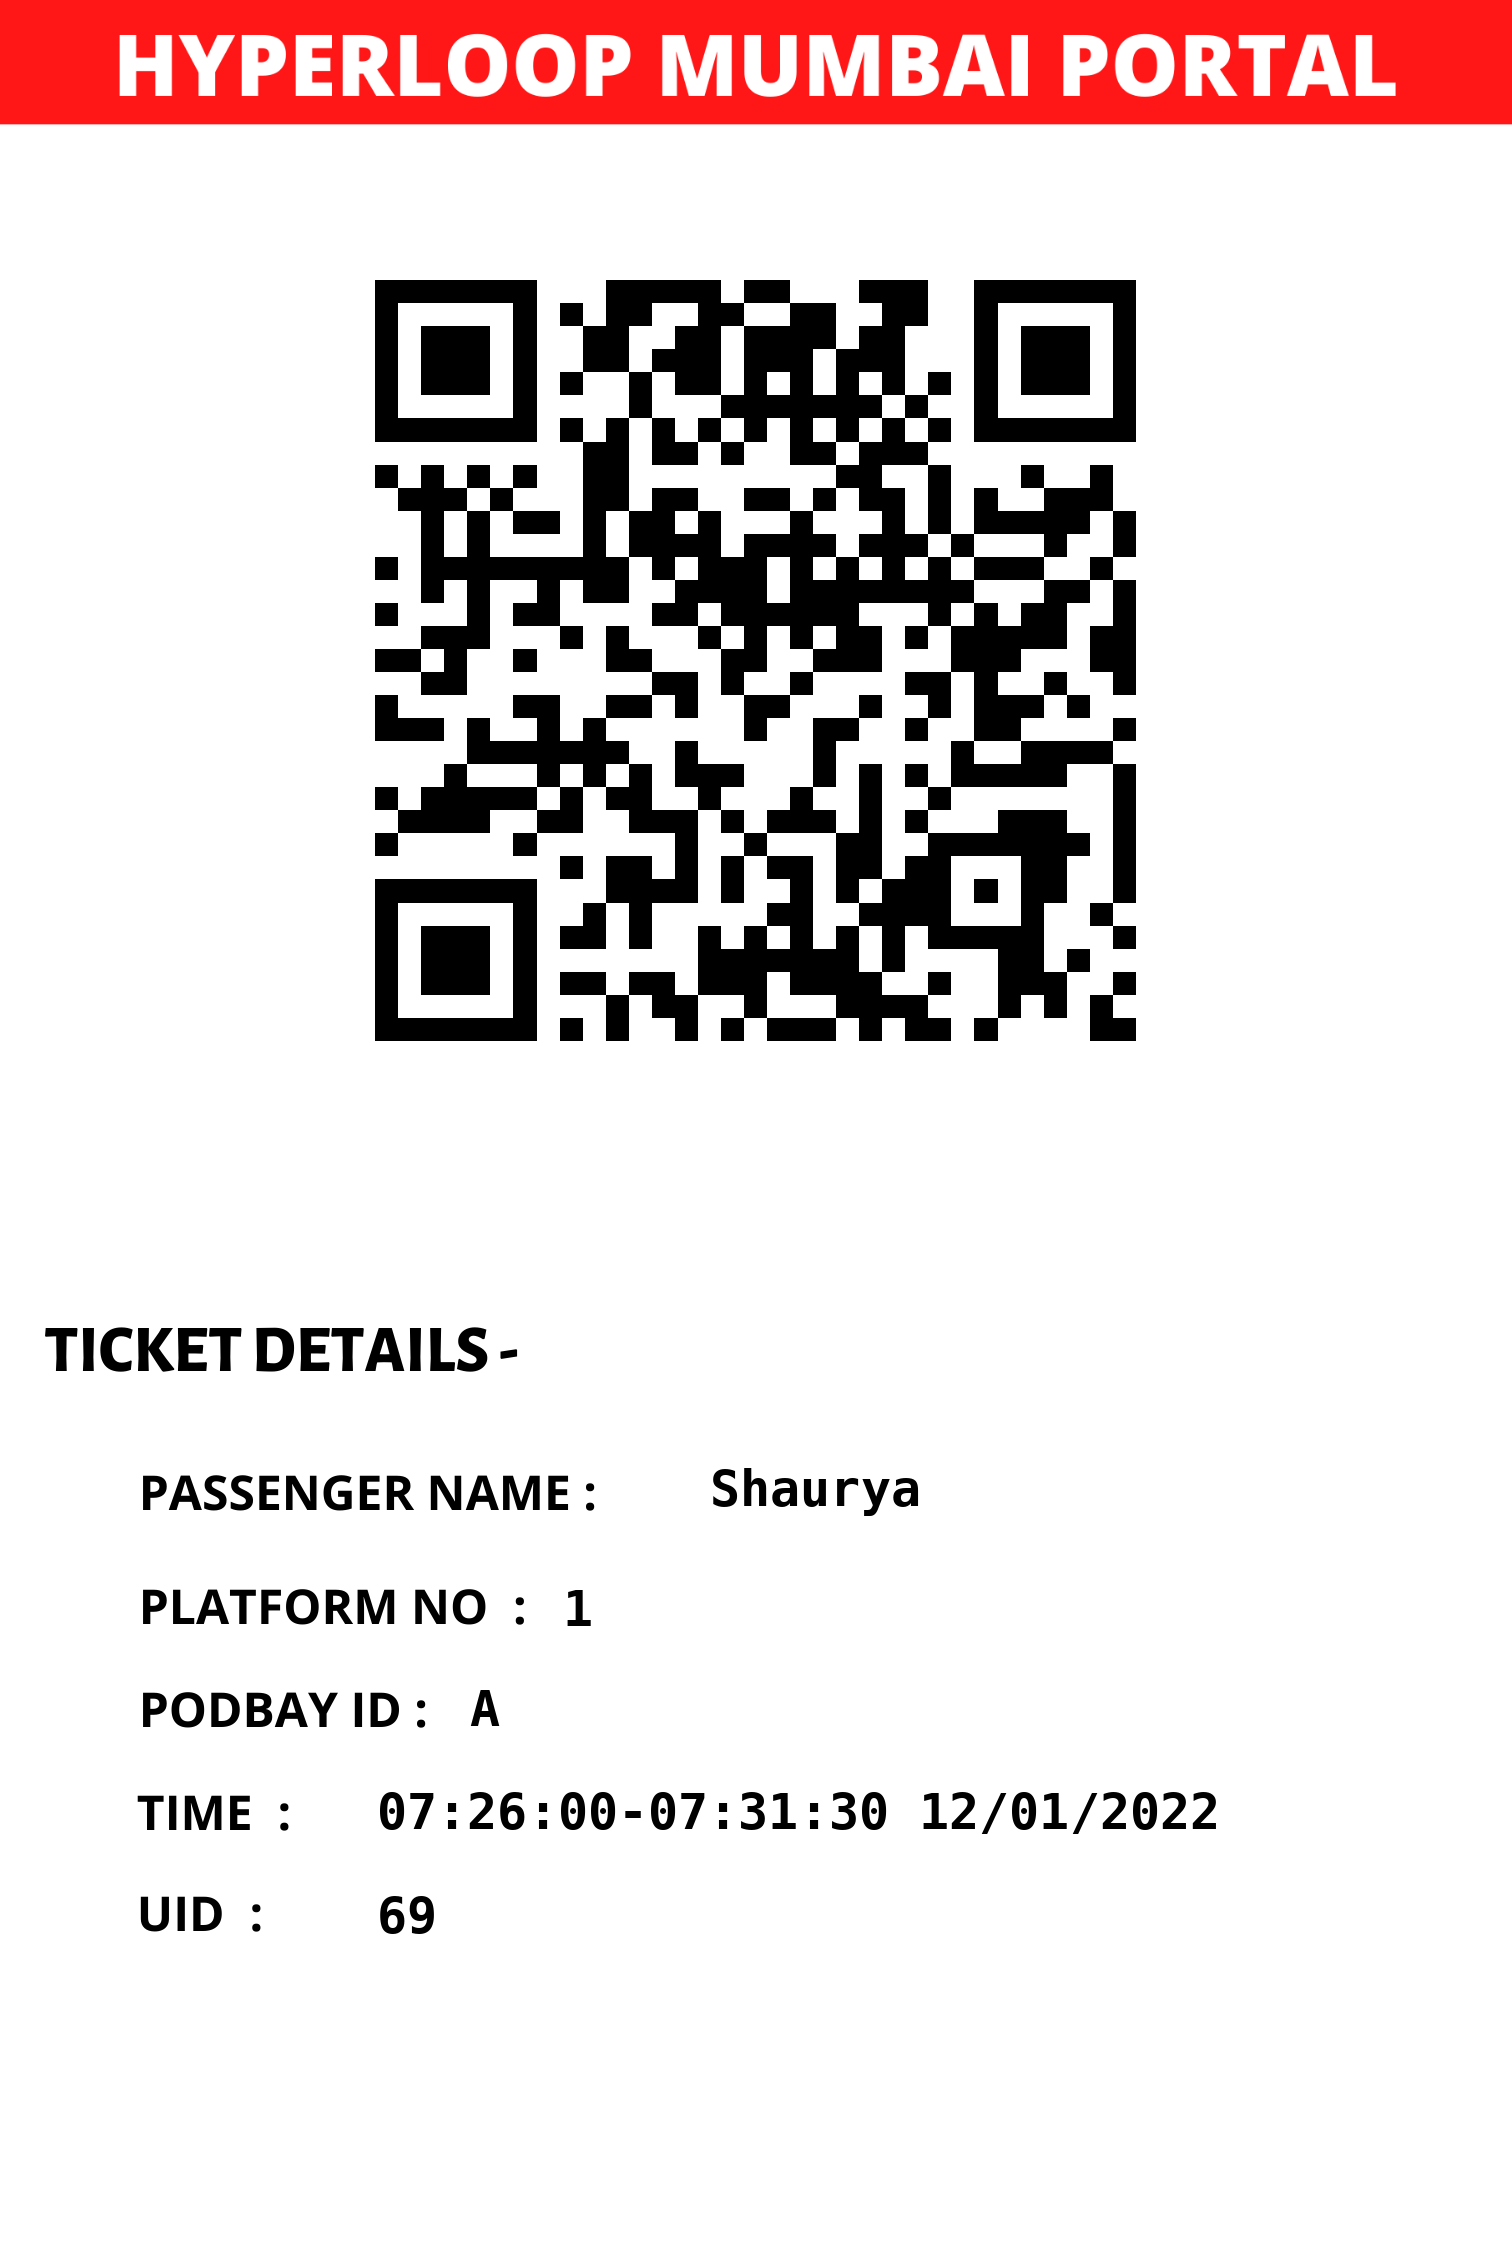 HYPERLOOP MUMBAI PORTAL
TICKET DETAILS -
PASSENGER NAME : Shaurya
PLATFORM NO : 1
PODBAY ID : A
TIME : 07:26:00-07:31:30 12/01/2022
UID : 69